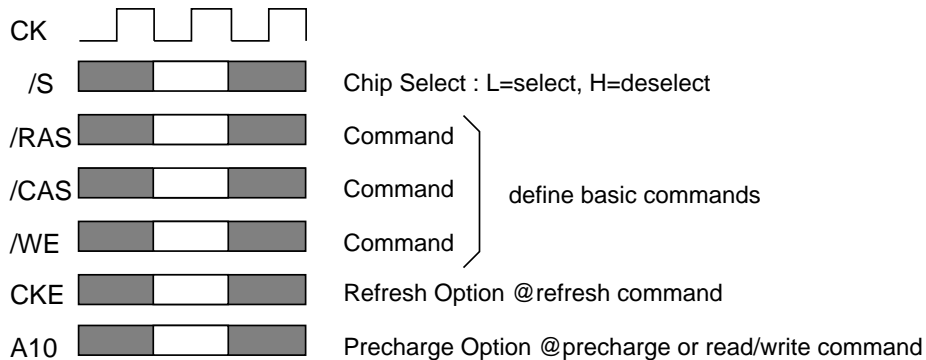 CK
/S Chip Select : L=select, H=deselect
/RAS Command
/CAS Command define basic commands
/WE Command
CKE Refresh Option @refresh command
A10 Precharge Option @precharge or read/write command